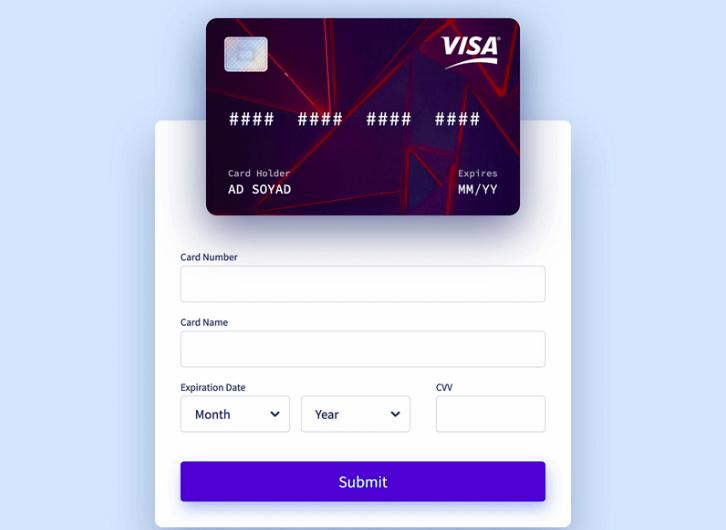 VISA
#### #### #### ####
Card Holder Expires
AD SOYAD MM/YY
Card Number
Card Name
Expiration Date CVV
Month Year
Submit